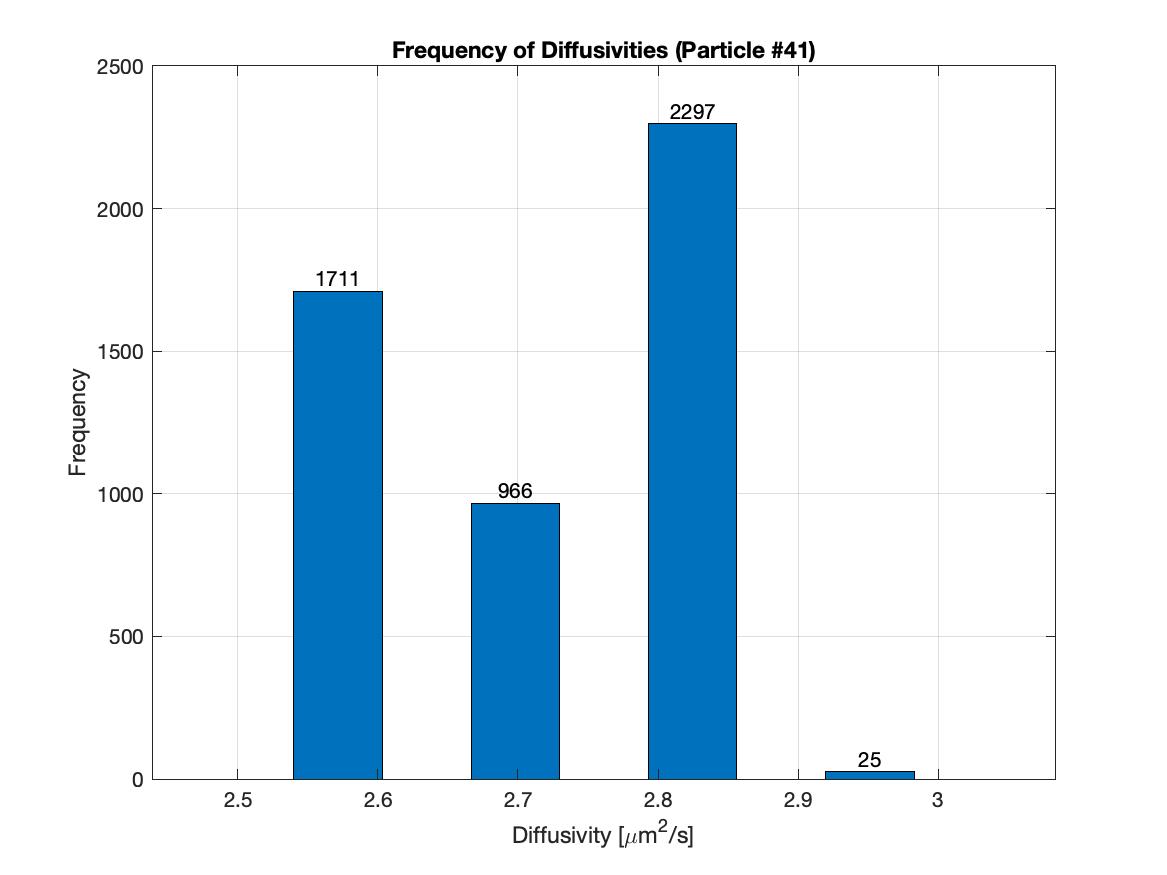 Frequency of Diffusivities (Particle #41)
2500
2000
1500
1000
500
0
Frequency
1711
966
2297
25
2.5 2.6 2.7 2.8 2.9 3
Diffusivity [μm²/s]